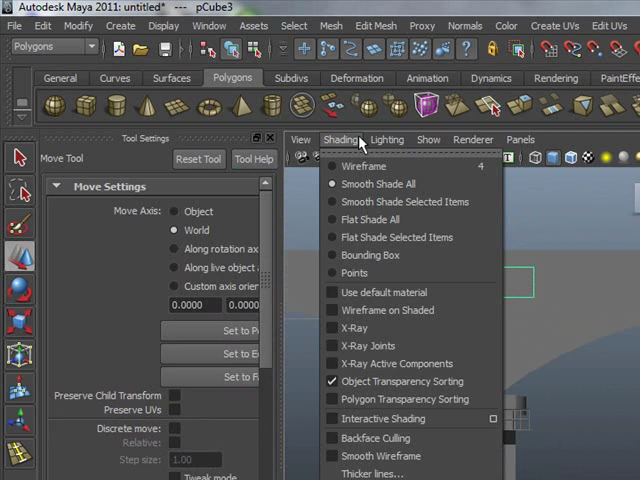 Autodesk Maya 2011: untitled* --- pCube3
File Edit Modify Create Display Window Assets Select Mesh Edit Mesh Proxy Normals Color Create UVs Edit UVs
Polygons
General Curves Surfaces Polygons Subdivs Deformation Animation Dynamics Rendering PaintEffe
Tool Settings
View Shading Lighting Show Renderer Panels
Move Tool Reset Tool Tool Help
Move Settings
Move Axis: Object
World
Along rotation ax
Along live object
Custom axis orien
0.0000 0.0000
Set to P
Set to E
Set to F
Preserve Child Transform
Preserve UVs
Discrete move:
Relative:
Step size: 1.00
Tweak mode
Wireframe 4
Smooth Shade All
Smooth Shade Selected Items
Flat Shade All
Flat Shade Selected Items
Bounding Box
Points
Use default material
Wireframe on Shaded
X-Ray
X-Ray Joints
X-Ray Active Components
Object Transparency Sorting
Polygon Transparency Sorting
Interactive Shading
Backface Culling
Smooth Wireframe
Thicker lines...